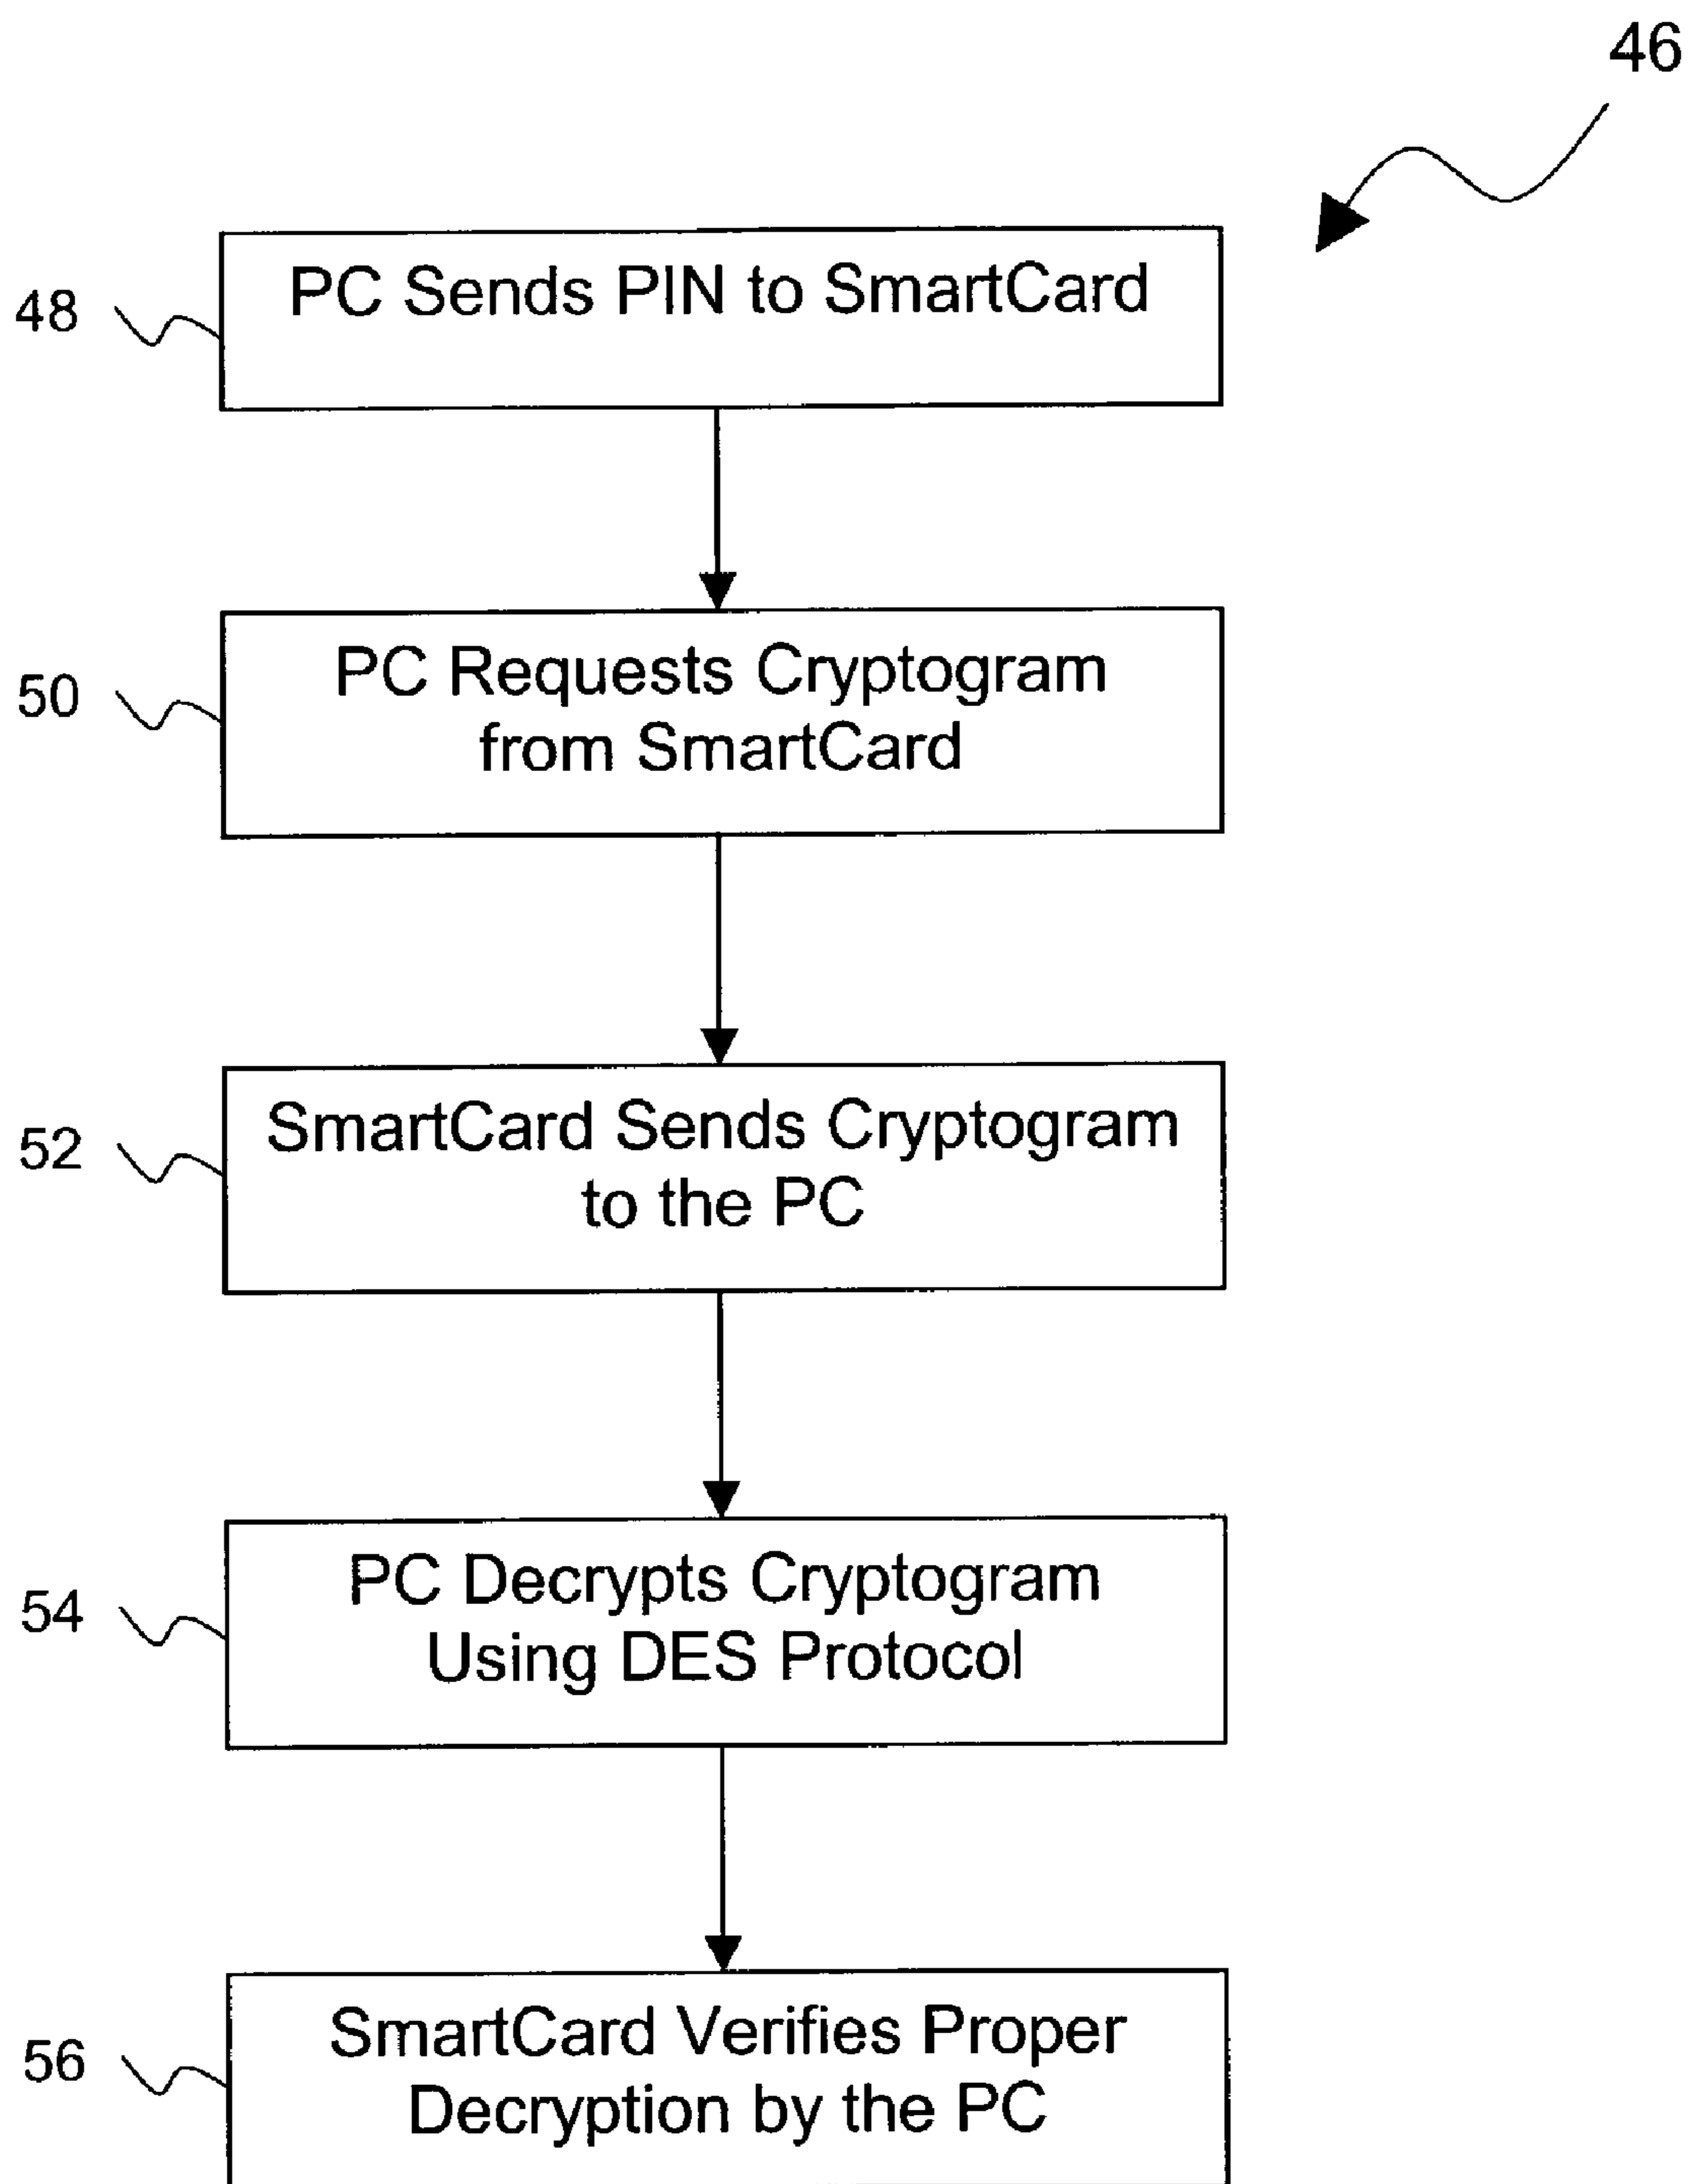 46
48
PC Sends PIN to SmartCard
50
PC Requests Cryptogram
from SmartCard
52
SmartCard Sends Cryptogram
to the PC
54
PC Decrypts Cryptogram
Using DES Protocol
56
SmartCard Verifies Proper
Decryption by the PC